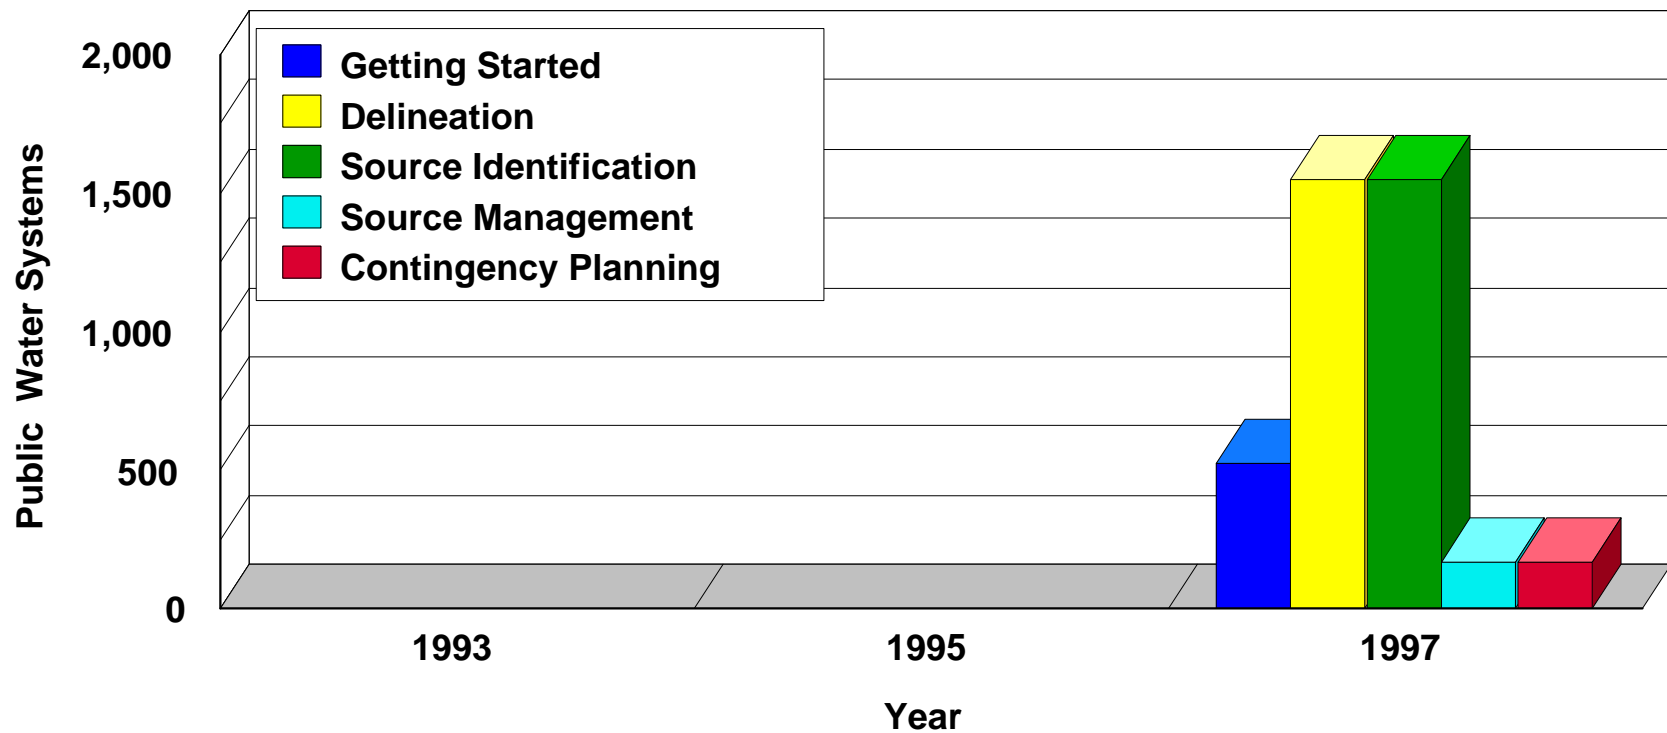 2,000
1,500
1,000
500
0
Public Water Systems
Getting Started
Delineation
Source Identification
Source Management
Contingency Planning
1993
1995
1997
Year